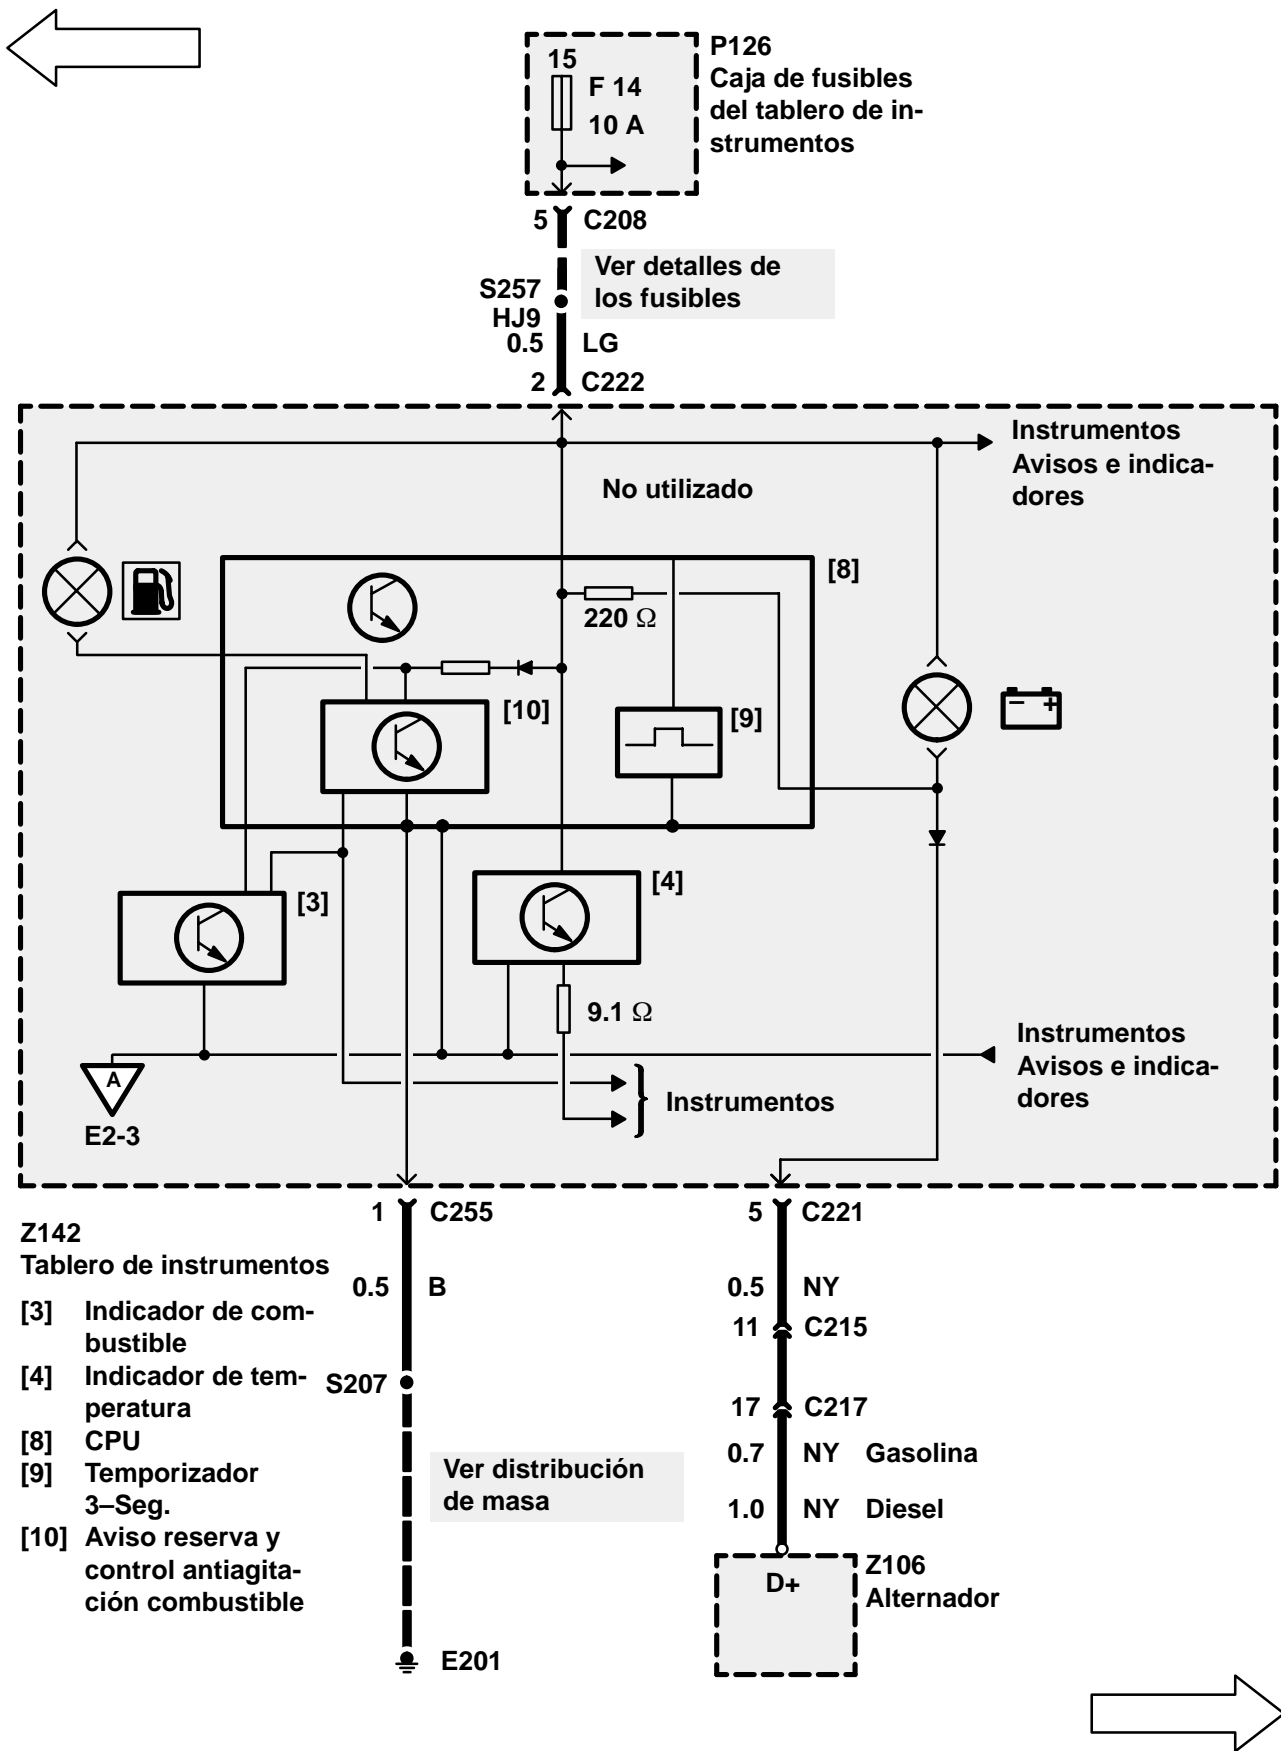 P126
Caja de fusibles
del tablero de in-
strumentos
15
F 14
10 A
5 C208
Ver detalles de
los fusibles
S257
HJ9
0.5 LG
2 C222
Instrumentos
Avisos e indica-
dores
No utilizado
[8]
220 Ω
[10]
[9]
− +
[4]
[3]
9.1 Ω
Instrumentos
Avisos e indica-
dores
A
E2-3
Instrumentos
1 C255
5 C221
Z142
Tablero de instrumentos
0.5 B
0.5 NY
[3] Indicador de com-
bustible
11 C215
[4] Indicador de tem-
peratura
S207
17 C217
[8] CPU
[9] Temporizador
3–Seg.
0.7 NY Gasolina
Ver distribución
de masa
1.0 NY Diesel
[10] Aviso reserva y
control antiagita-
ción combustible
D+
Z106
Alternador
E201